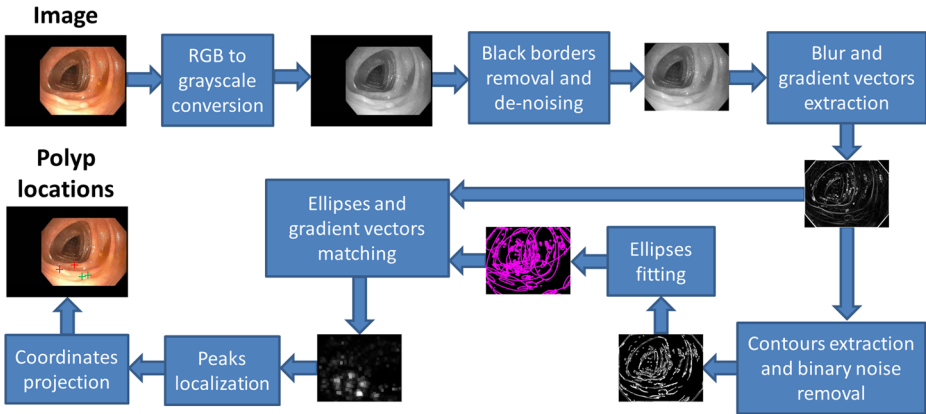 Image
RGB to
grayscale
conversion
Black borders
removal and
de-noising
Blur and
gradient vectors
extraction
Polyp
locations
Ellipses and
gradient vectors
matching
Ellipses
fitting
Coordinates
projection
Peaks
localization
Contours extraction
and binary noise
removal